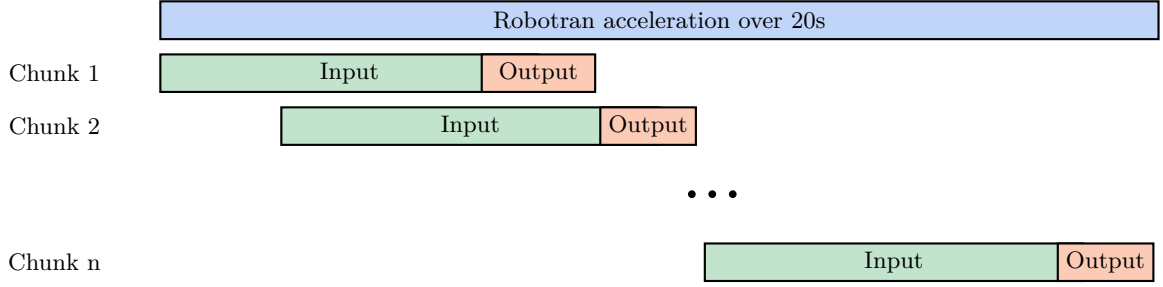 Robotran acceleration over 20s
Chunk 1 Input Output
Chunk 2 Input Output
...
Chunk n Input Output